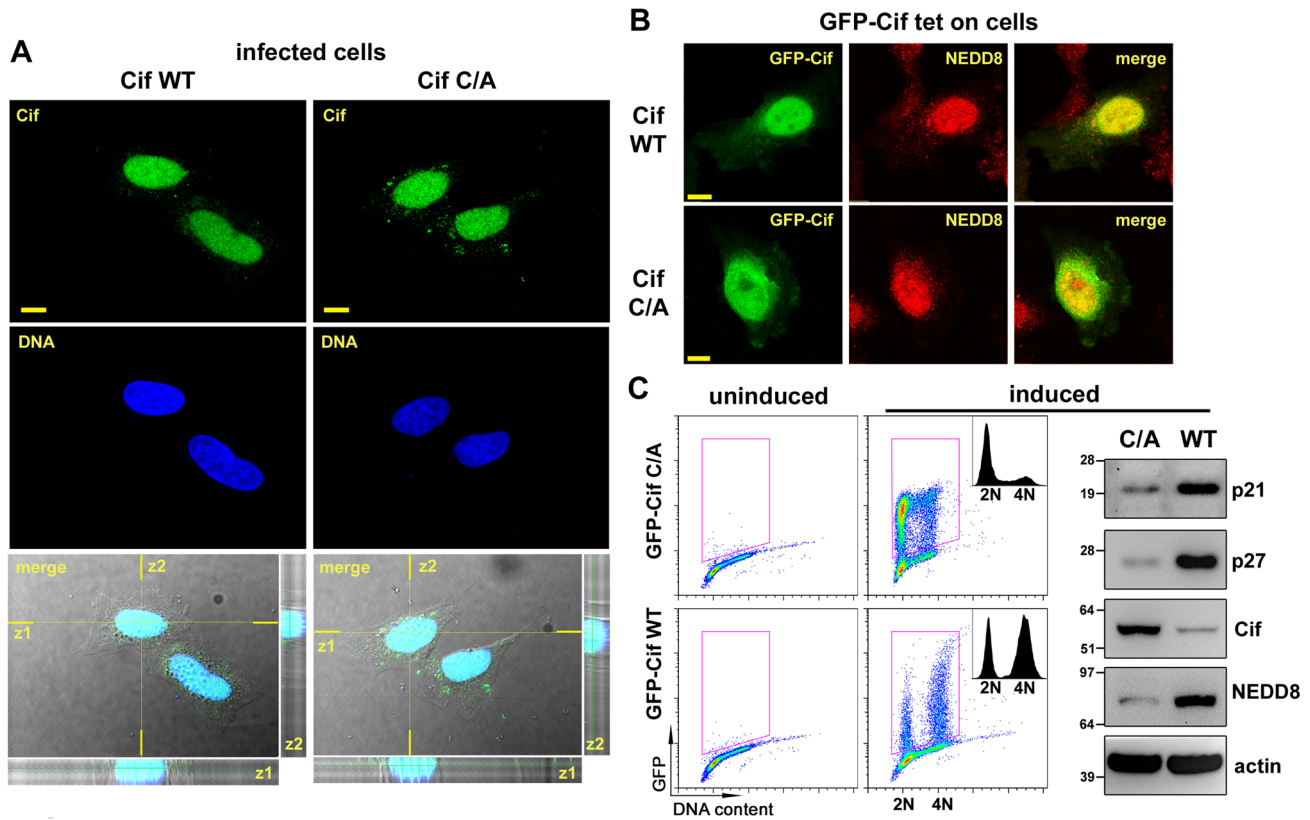 A
infected cells
Cif WT
Cif C/A
Cif
Cif
DNA
DNA
merge
z2
z1
z2
z1
merge
z2
z1
z2
z1
B
GFP-Cif tet on cells
GFP-Cif
NEDD8
merge
Cif
WT
GFP-Cif
NEDD8
merge
Cif
C/A
C
uninduced
induced
GFP-Cif C/A
2N 4N
GFP-Cif WT
2N 4N
GFP
DNA content
2N 4N
C/A WT
28
19
p21
28
p27
64
51
Cif
97
64
NEDD8
39
actin